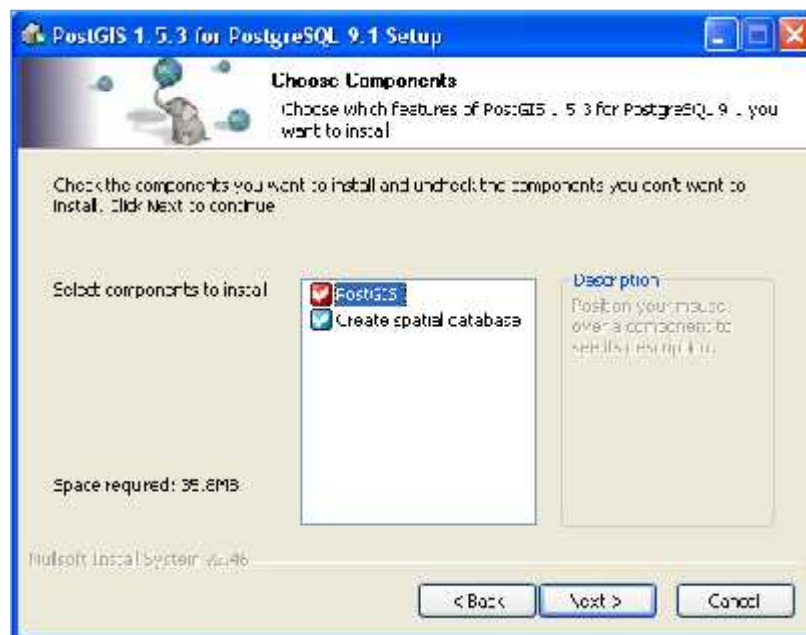 PostGIS 1.5.3 for PostgreSQL 9.1 Setup
Choose Components
Choose which features of PostGIS 1.5.3 for PostgreSQL 9.1 you
want to install
Check the components you want to install and uncheck the components you don't want to
install. Click Next to continue
Select components to install
PostGIS
Create spatial database
Description
Position your mouse
over a component to
see its description.
Space required: 35.8MB
Nullsoft Install System
< Back
Next >
Cancel